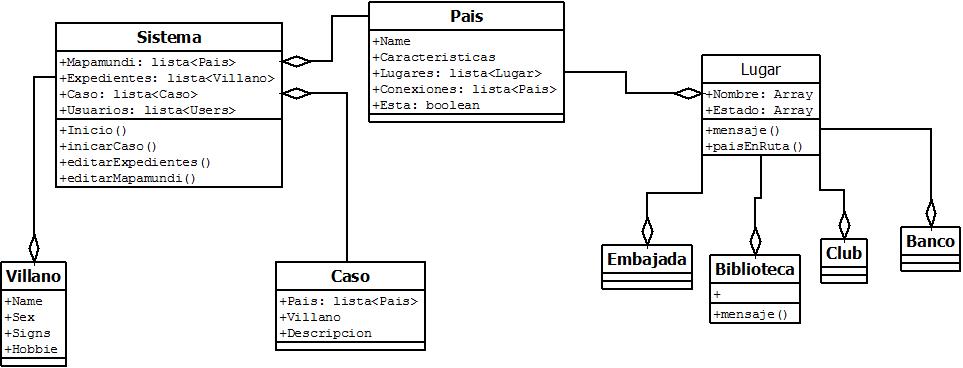 Sistema
+Mapamundi: lista<Pais>
+Expedientes: lista<Villano>
+Caso: lista<Caso>
+Usuarios: lista<Users>
+Inicio()
+inicarCaso()
+editarExpedientes()
+editarMapamundi()
Pais
+Name
+Caracteristicas
+Lugares: lista<Lugar>
+Conexiones: lista<Pais>
+Esta: boolean
Lugar
+Nombre: Array
+Estado: Array
+mensaje()
+paisEnRuta()
Villano
+Name
+Sex
+Signs
+Hobbie
Caso
+Pais: lista<Pais>
+Villano
+Descripcion
Embajada
Biblioteca
+
+mensaje()
Club
Banco